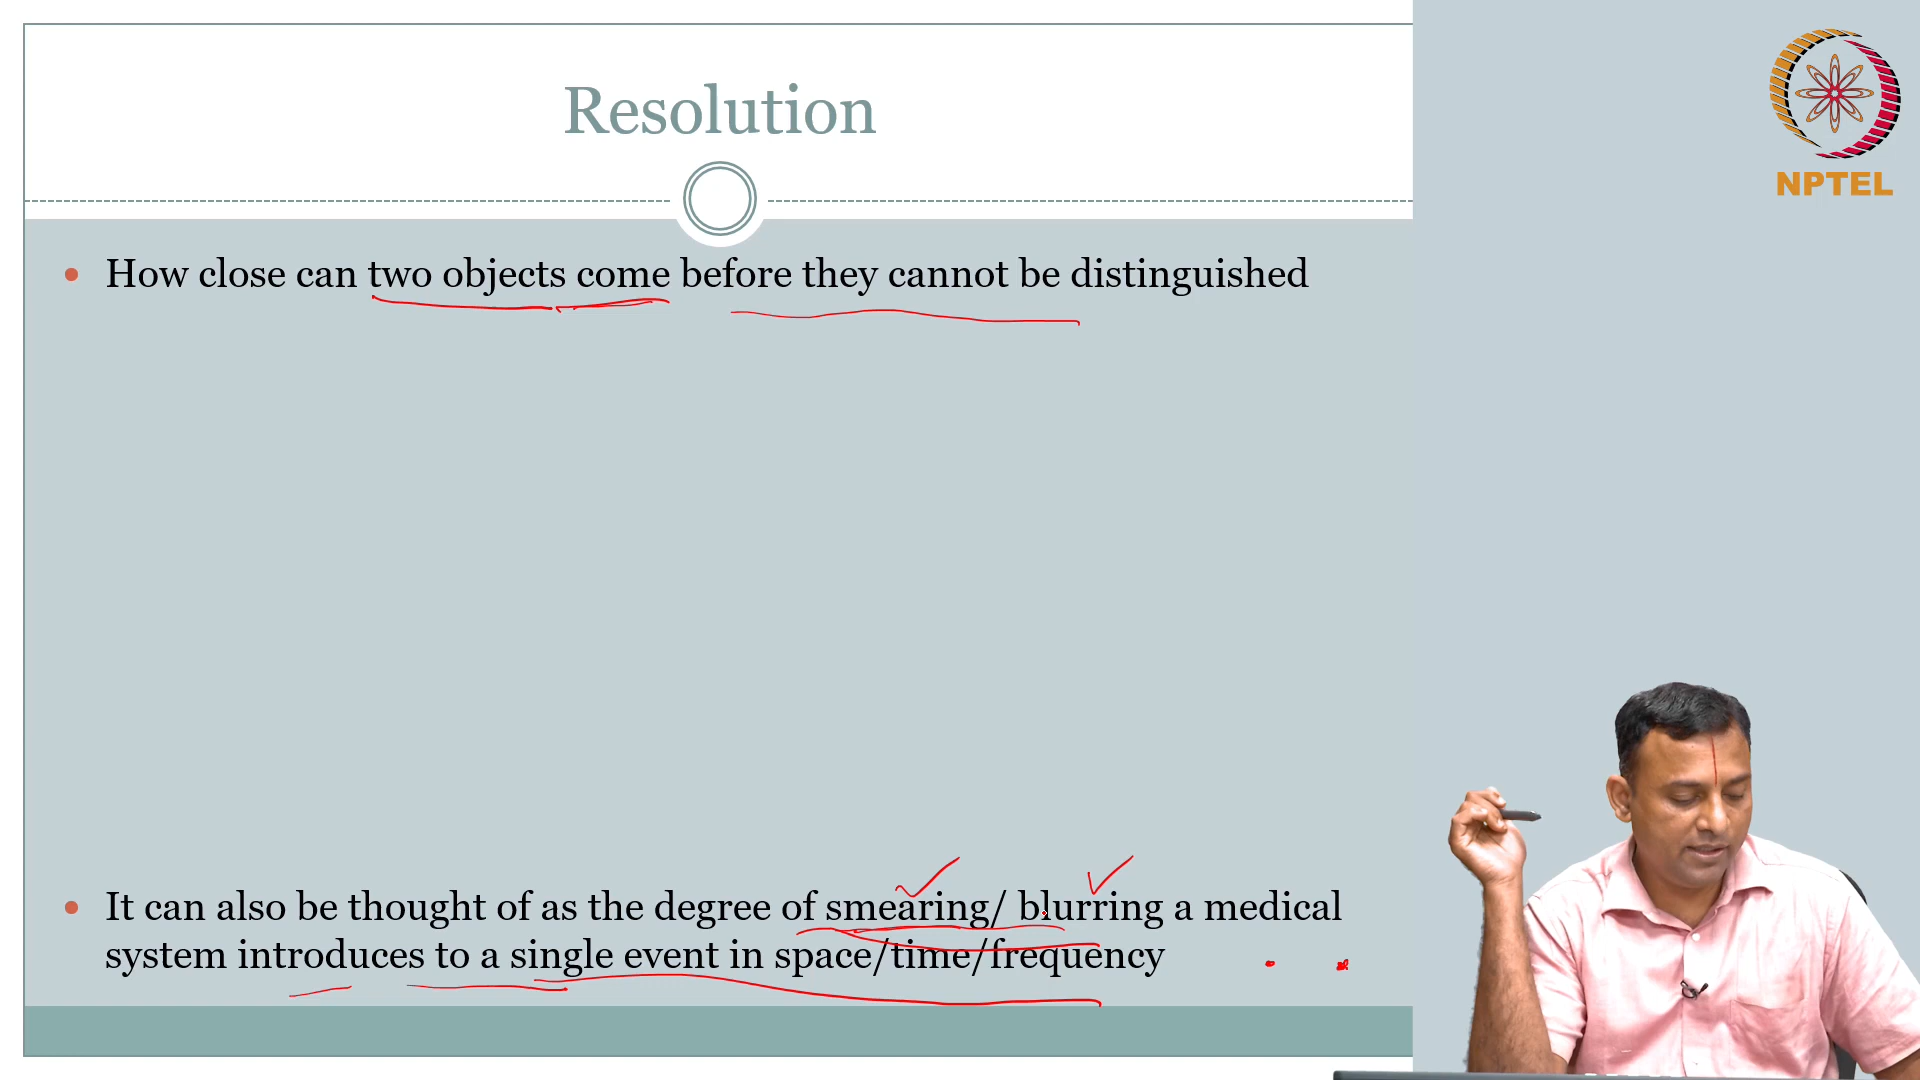 Resolution
NPTEL
How close can two objects come before they cannot be distinguished
It can also be thought of as the degree of smearing/ blurring a medical
system introduces to a single event in space/time/frequency